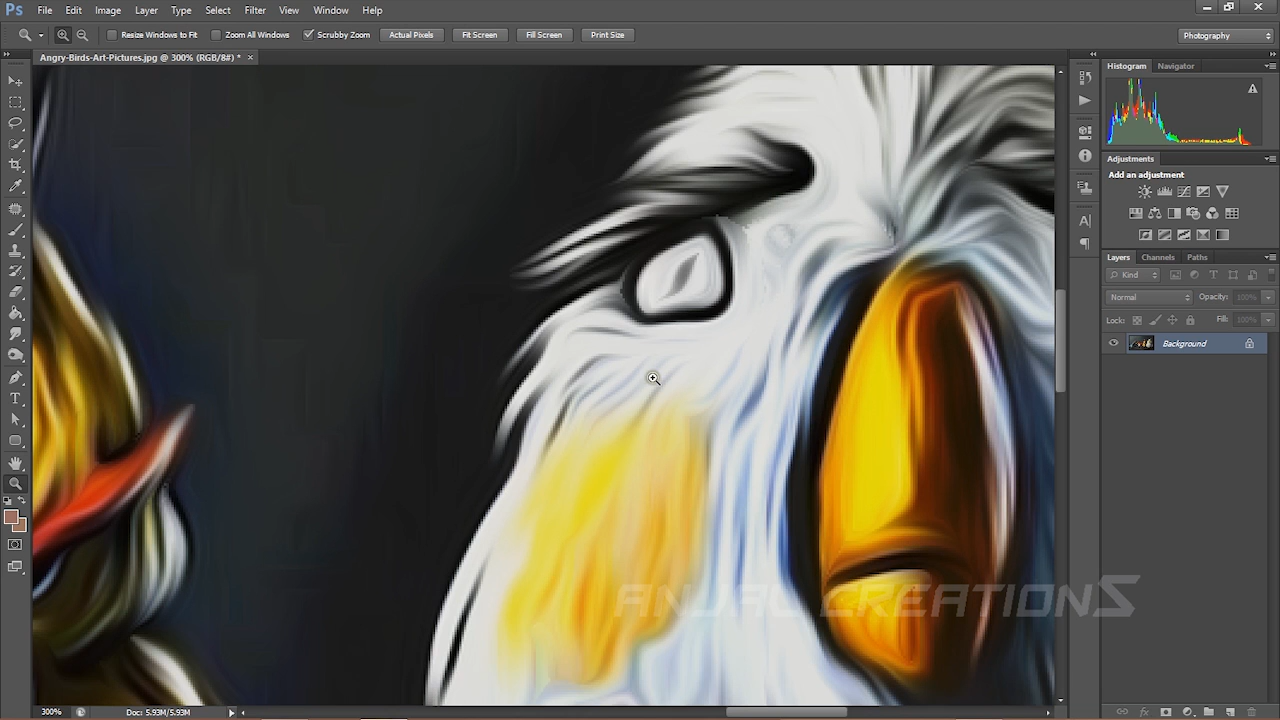 Ps File Edit Image Layer Type Select Filter View Window Help
Resize Windows to Fit Zoom All Windows Scrubby Zoom Actual Pixels Fit Screen Fill Screen Print Size Photography
Angry-Birds-Art-Pictures.jpg @ 300% (RGB/8#) * ×
Histogram Navigator
Adjustments
Add an adjustment
Layers Channels Paths
Kind
Normal Opacity: 100%
Lock: Fill: 100%
Background
ANJAL CREATIONS
300% Doc: 5.93M/5.93M